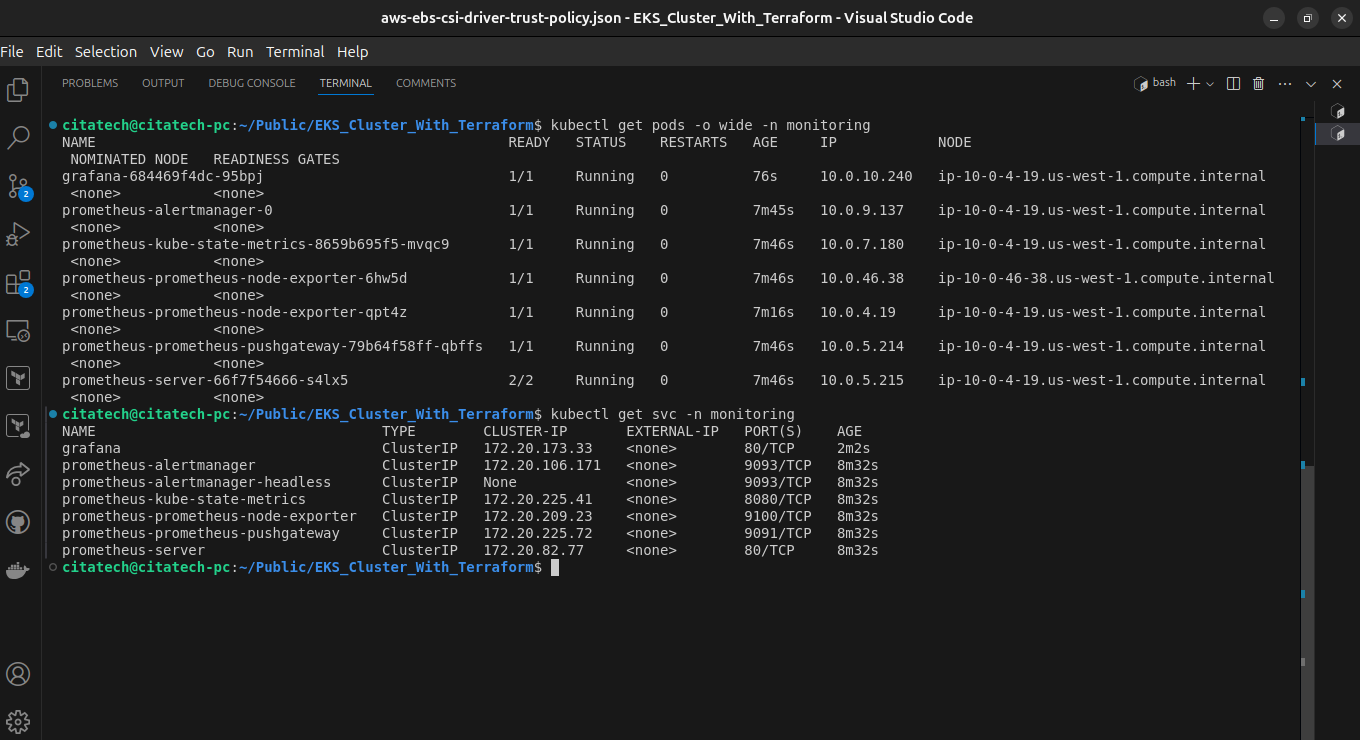 aws-ebs-csi-driver-trust-policy.json - EKS_Cluster_With_Terraform - Visual Studio Code
File Edit Selection View Go Run Terminal Help
PROBLEMS OUTPUT DEBUG CONSOLE TERMINAL COMMENTS bash
citatech@citatech-pc:~/Public/EKS_Cluster_With_Terraform$ kubectl get pods -o wide -n monitoring
NAME READY STATUS RESTARTS AGE IP NODE
NOMINATED NODE READINESS GATES
grafana-684469f4dc-95bpj 1/1 Running 0 76s 10.0.10.240 ip-10-0-4-19.us-west-1.compute.internal
<none> <none>
prometheus-alertmanager-0 1/1 Running 0 7m45s 10.0.9.137 ip-10-0-4-19.us-west-1.compute.internal
<none> <none>
prometheus-kube-state-metrics-8659b695f5-mvqc9 1/1 Running 0 7m46s 10.0.7.180 ip-10-0-4-19.us-west-1.compute.internal
<none> <none>
prometheus-prometheus-node-exporter-6hw5d 1/1 Running 0 7m46s 10.0.46.38 ip-10-0-46-38.us-west-1.compute.internal
<none> <none>
prometheus-prometheus-node-exporter-qpt4z 1/1 Running 0 7m16s 10.0.4.19 ip-10-0-4-19.us-west-1.compute.internal
<none> <none>
prometheus-prometheus-pushgateway-79b64f58ff-qbffs 1/1 Running 0 7m46s 10.0.5.214 ip-10-0-4-19.us-west-1.compute.internal
<none> <none>
prometheus-server-66f7f54666-s4lx5 2/2 Running 0 7m46s 10.0.5.215 ip-10-0-4-19.us-west-1.compute.internal
<none> <none>
citatech@citatech-pc:~/Public/EKS_Cluster_With_Terraform$ kubectl get svc -n monitoring
NAME TYPE CLUSTER-IP EXTERNAL-IP PORT(S) AGE
grafana ClusterIP 172.20.173.33 <none> 80/TCP 2m2s
prometheus-alertmanager ClusterIP 172.20.106.171 <none> 9093/TCP 8m32s
prometheus-alertmanager-headless ClusterIP None <none> 9093/TCP 8m32s
prometheus-kube-state-metrics ClusterIP 172.20.225.41 <none> 8080/TCP 8m32s
prometheus-prometheus-node-exporter ClusterIP 172.20.209.23 <none> 9100/TCP 8m32s
prometheus-prometheus-pushgateway ClusterIP 172.20.225.72 <none> 9091/TCP 8m32s
prometheus-server ClusterIP 172.20.82.77 <none> 80/TCP 8m32s
citatech@citatech-pc:~/Public/EKS_Cluster_With_Terraform$
2
2